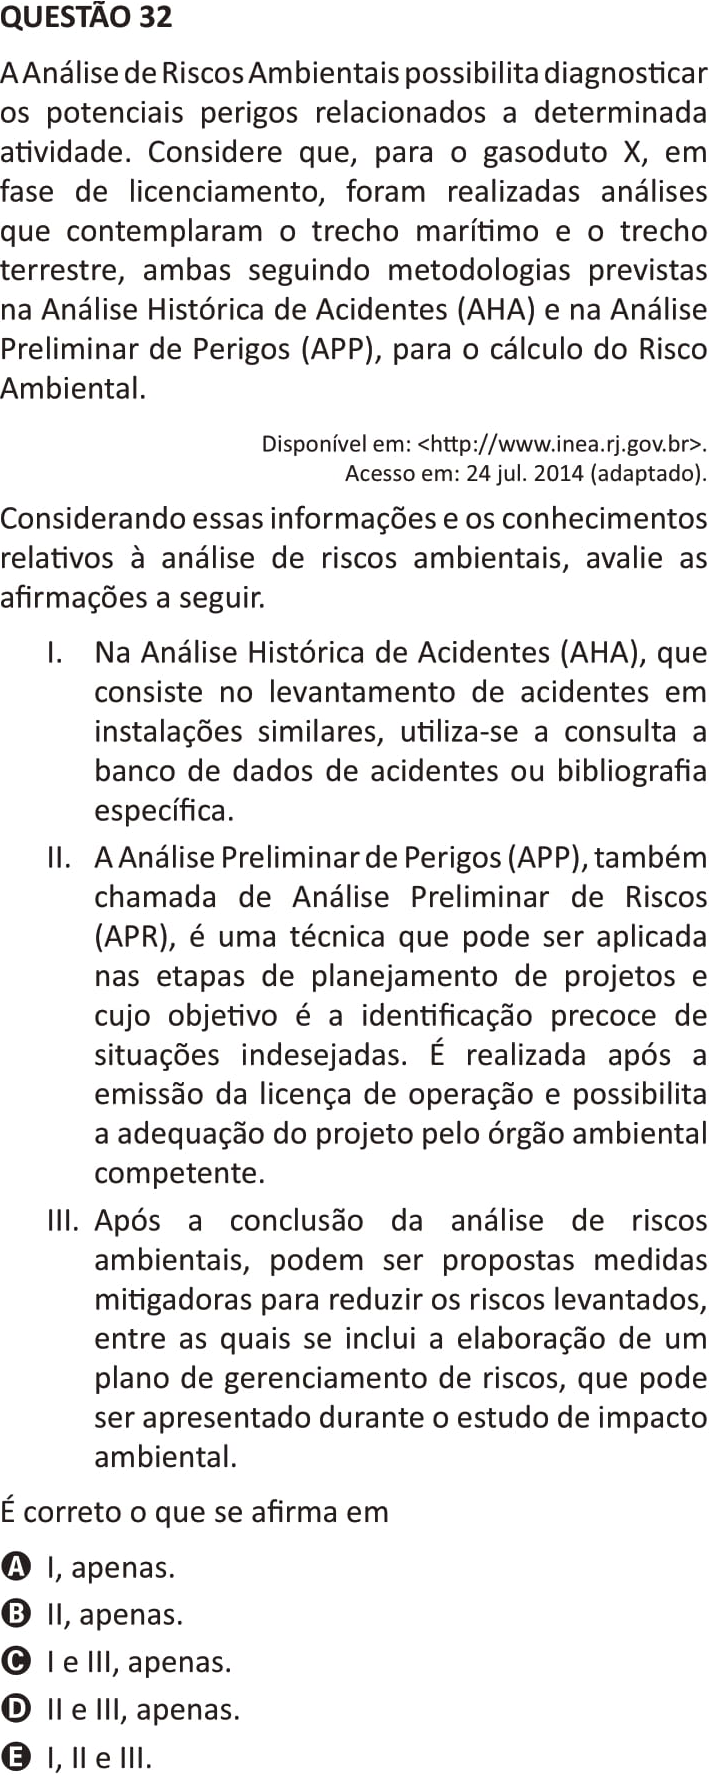 QUESTÃO 32
A Análise de Riscos Ambientais possibilita diagnosticar
os potenciais perigos relacionados a determinada
atividade. Considere que, para o gasoduto X, em
fase de licenciamento, foram realizadas análises
que contemplaram o trecho marítimo e o trecho
terrestre, ambas seguindo metodologias previstas
na Análise Histórica de Acidentes (AHA) e na Análise
Preliminar de Perigos (APP), para o cálculo do Risco
Ambiental.
Disponível em: <http://www.inea.rj.gov.br>.
Acesso em: 24 jul. 2014 (adaptado).
Considerando essas informações e os conhecimentos
relativos à análise de riscos ambientais, avalie as
afirmações a seguir.
I. Na Análise Histórica de Acidentes (AHA), que
consiste no levantamento de acidentes em
instalações similares, utiliza-se a consulta a
banco de dados de acidentes ou bibliografia
específica.
II. A Análise Preliminar de Perigos (APP), também
chamada de Análise Preliminar de Riscos
(APR), é uma técnica que pode ser aplicada
nas etapas de planejamento de projetos e
cujo objetivo é a identificação precoce de
situações indesejadas. É realizada após a
emissão da licença de operação e possibilita
a adequação do projeto pelo órgão ambiental
competente.
III. Após a conclusão da análise de riscos
ambientais, podem ser propostas medidas
mitigadoras para reduzir os riscos levantados,
entre as quais se inclui a elaboração de um
plano de gerenciamento de riscos, que pode
ser apresentado durante o estudo de impacto
ambiental.
É correto o que se afirma em
A I, apenas.
B II, apenas.
C I e III, apenas.
D II e III, apenas.
E I, II e III.